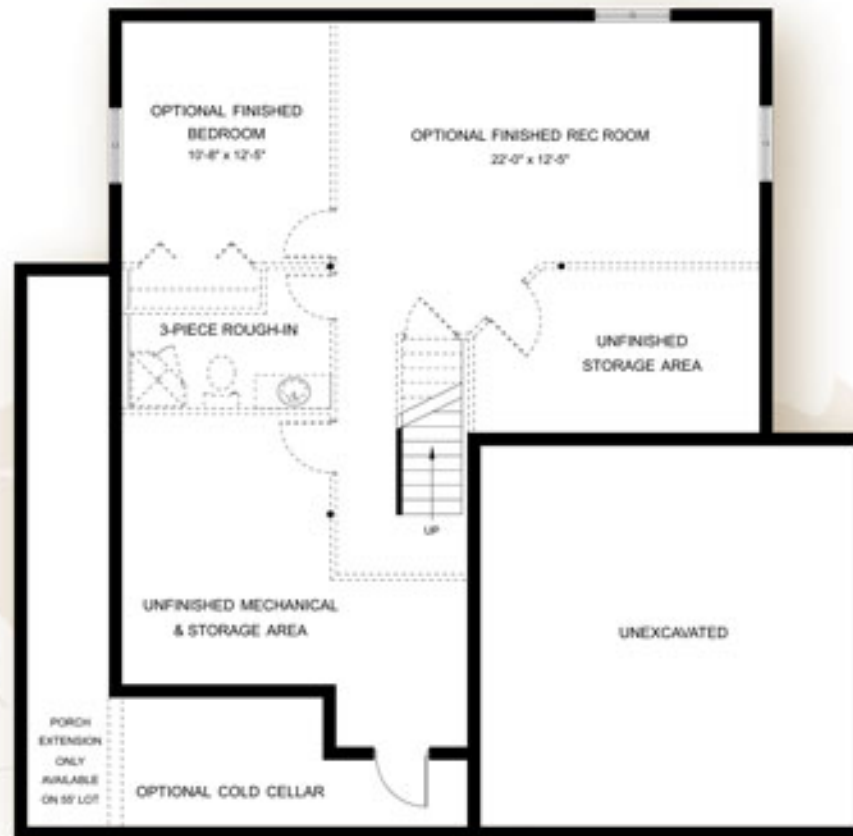 OPTIONAL FINISHED
BEDROOM
10'-8" x 12'-5"
OPTIONAL FINISHED REC ROOM
22'-0" x 12'-5"
3-PIECE ROUGH-IN
UNFINISHED
STORAGE AREA
UP
UNFINISHED MECHANICAL
& STORAGE AREA
UNEXCAVATED
PORCH
EXTENSION
ONLY
AVAILABLE
ON 55' LOT
OPTIONAL COLD CELLAR